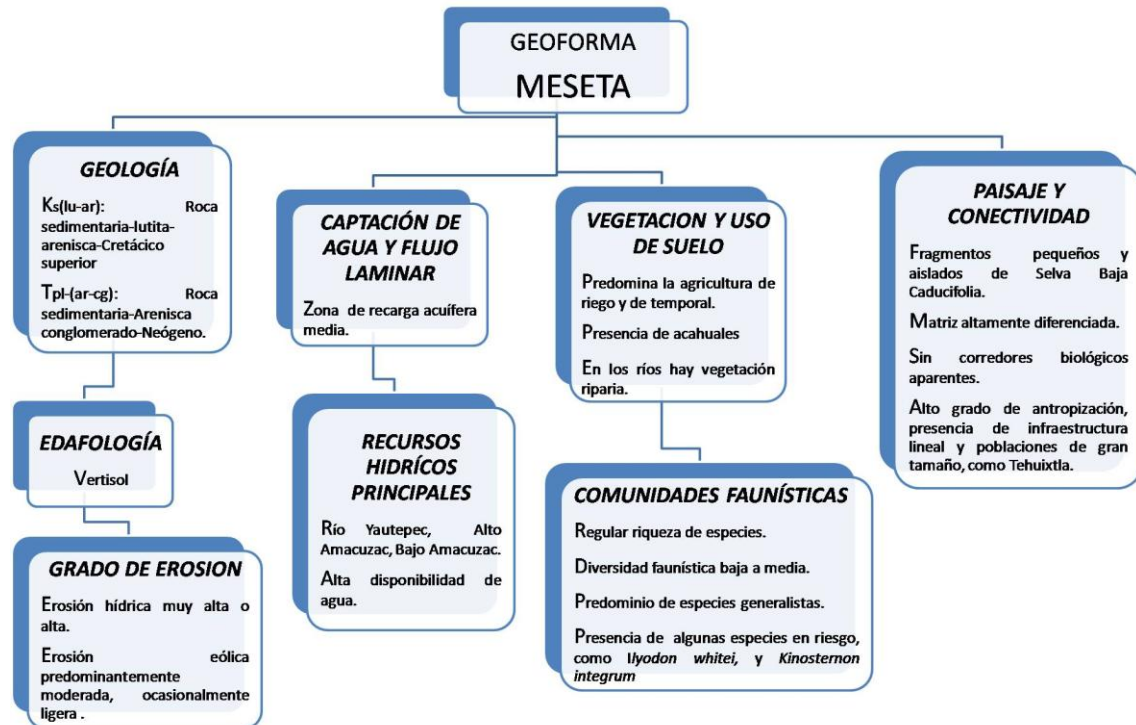 GEOFORMA
MESETA
GEOLOGÍA
Ks(lu-ar): Roca
sedimentaria-lutita-
arenisca-Cretácico
superior
Tpl-(ar-cg): Roca
sedimentaria-Arenisca
conglomerado-Neógeno.
EDAFOLOGÍA
Vertisol
GRADO DE EROSION
Erosión hídrica muy alta o
alta.
Erosión eólica
predominantemente
moderada, ocasionalmente
ligera .
CAPTACIÓN DE
AGUA Y FLUJO
LAMINAR
Zona de recarga acuífera
media.
RECURSOS
HIDRÍCOS
PRINCIPALES
Río Yautepec, Alto
Amacuzac, Bajo Amacuzac.
Alta disponibilidad de
agua.
VEGETACION Y USO
DE SUELO
Predomina la agricultura de
riego y de temporal.
Presencia de acahuales
En los ríos hay vegetación
riparia.
COMUNIDADES FAUNÍSTICAS
Regular riqueza de especies.
Diversidad faunística baja a media.
Predominio de especies generalistas.
Presencia de algunas especies en riesgo,
como Ilyodon whitei, y Kinosternon
integrum
PAISAJE Y
CONECTIVIDAD
Fragmentos pequeños y
aislados de Selva Baja
Caducifolia.
Matriz altamente diferenciada.
Sin corredores biológicos
aparentes.
Alto grado de antropización,
presencia de infraestructura
lineal y poblaciones de gran
tamaño, como Tehuixtla.